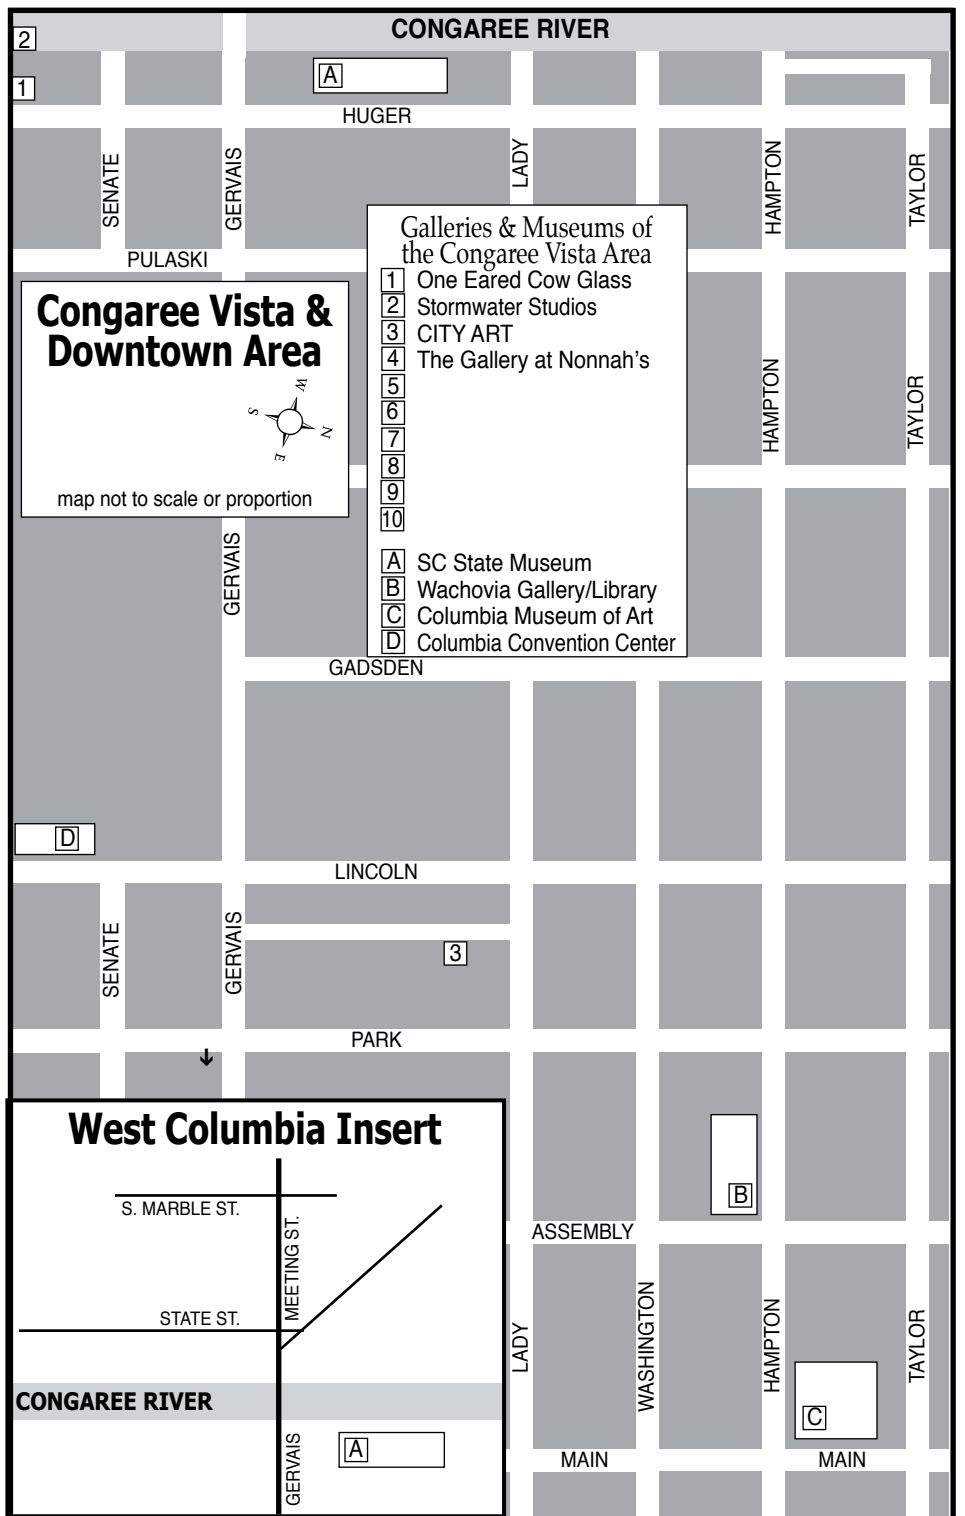 CONGAREE RIVER
2
A
1
HUGER
SENATE
GERVAIS
LADY
HAMPTON
TAYLOR
PULASKI
Galleries & Museums of
the Congaree Vista Area
1 One Eared Cow Glass
2 Stormwater Studios
3 CITY ART
4 The Gallery at Nonnah's
5
6
7
8
9
10
A SC State Museum
B Wachovia Gallery/Library
C Columbia Museum of Art
D Columbia Convention Center
Congaree Vista &
Downtown Area
W
S
N
E
map not to scale or proportion
HAMPTON
TAYLOR
GERVAIS
GADSDEN
D
LINCOLN
SENATE
GERVAIS
3
PARK
West Columbia Insert
S. MARBLE ST.
MEETING ST.
STATE ST.
CONGAREE RIVER
GERVAIS
A
B
ASSEMBLY
LADY
WASHINGTON
HAMPTON
TAYLOR
C
MAIN
MAIN